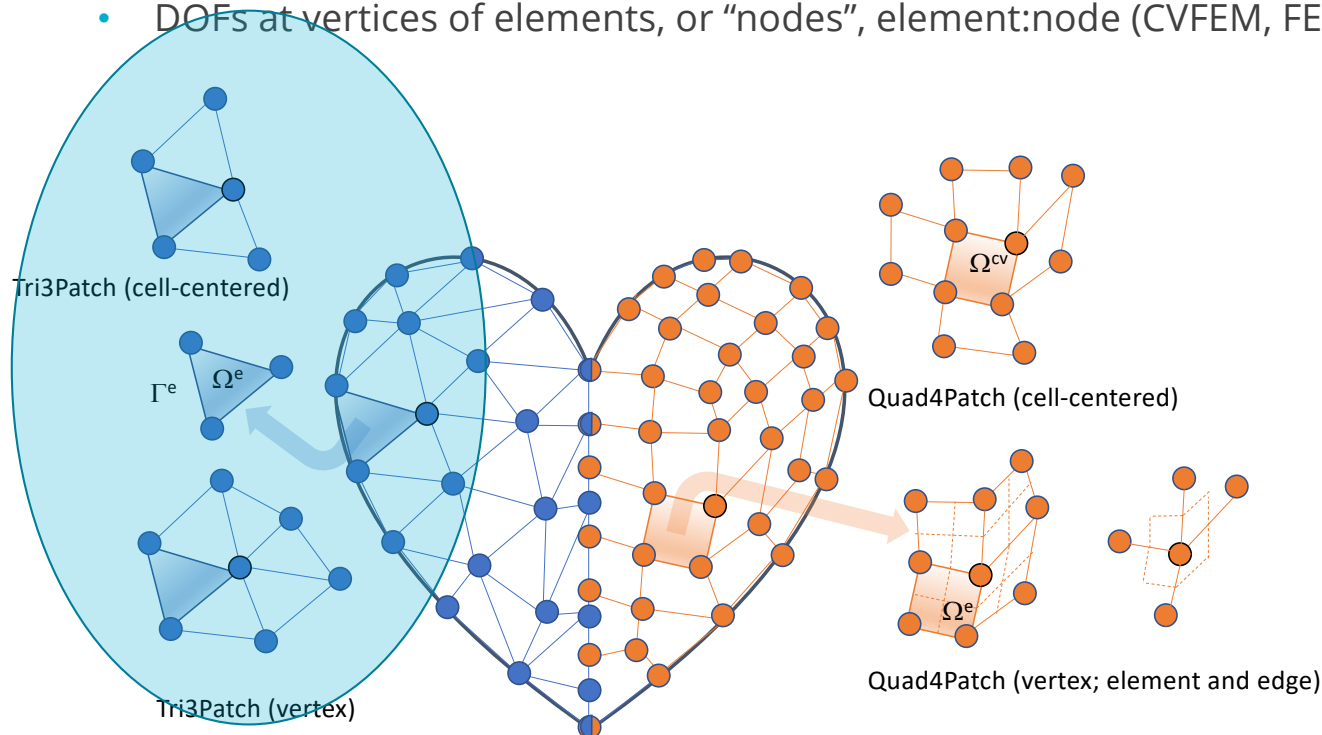 • DOFs at vertices of elements, or “nodes”, element:node (CVFEM, FE
Tri3Patch (cell-centered)
Ωᶜᵛ
Γᵉ
Ωᵉ
Quad4Patch (cell-centered)
Ωᵉ
Quad4Patch (vertex; element and edge)
Tri3Patch (vertex)